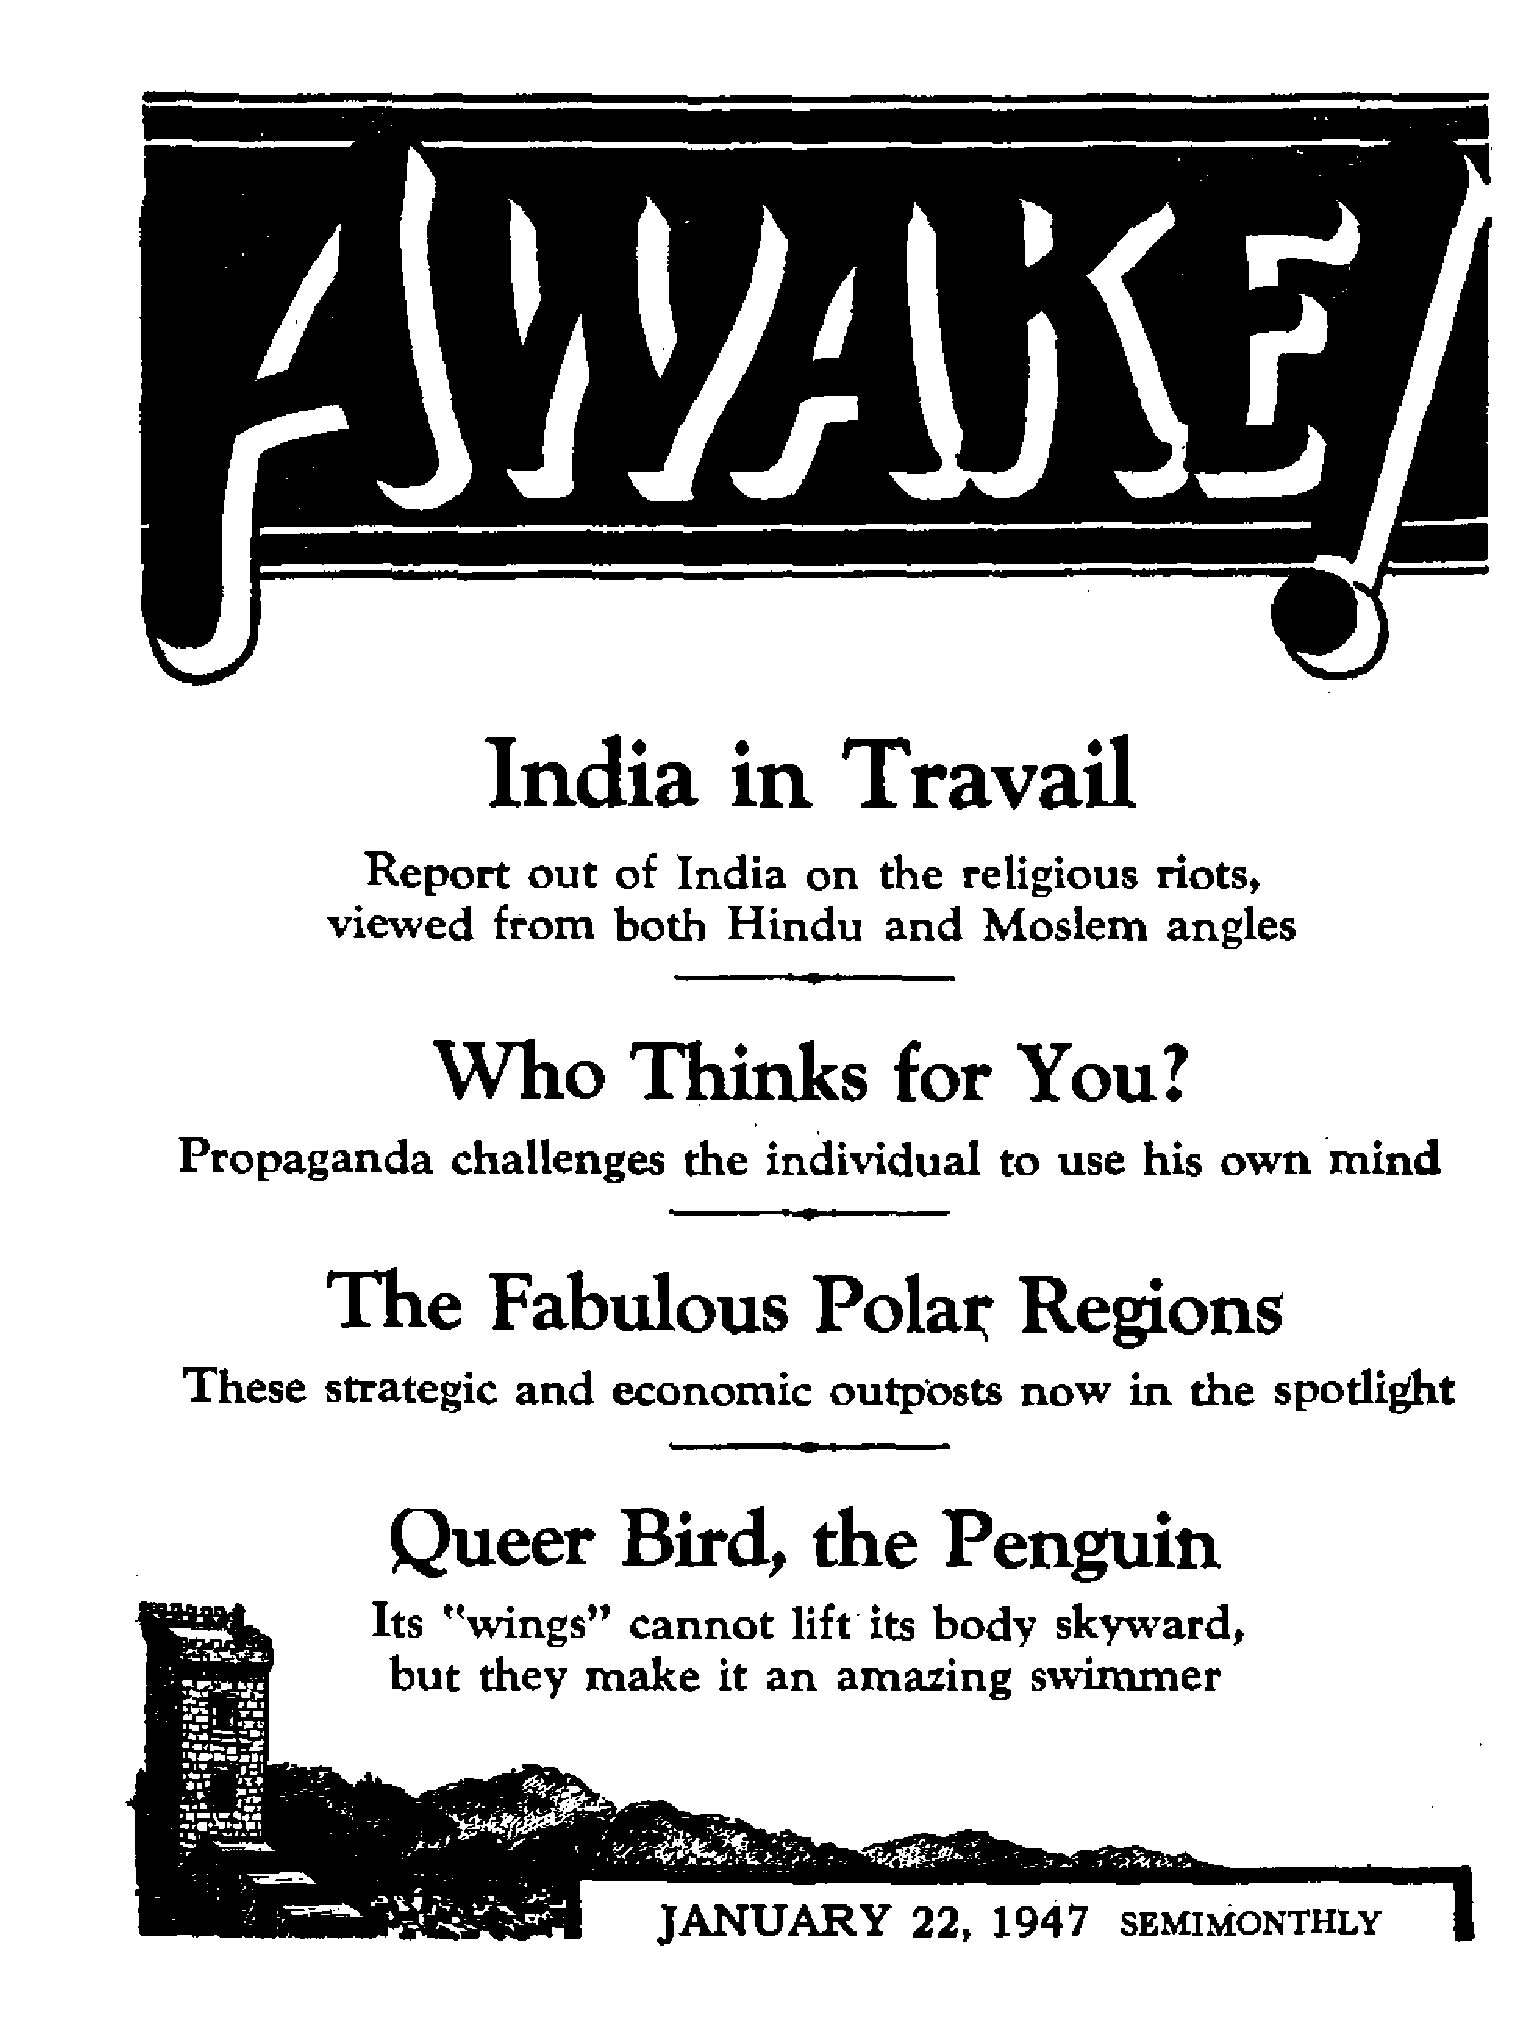 AWAKE!
India in Travail
Report out of India on the religious riots,
viewed from both Hindu and Moslem angles
Who Thinks for You?
Propaganda challenges the individual to use his own mind
The Fabulous Polar Regions
These strategic and economic outposts now in the spotlight
Queer Bird, the Penguin
Its "wings" cannot lift its body skyward,
but they make it an amazing swimmer
JANUARY 22, 1947 SEMIMONTHLY